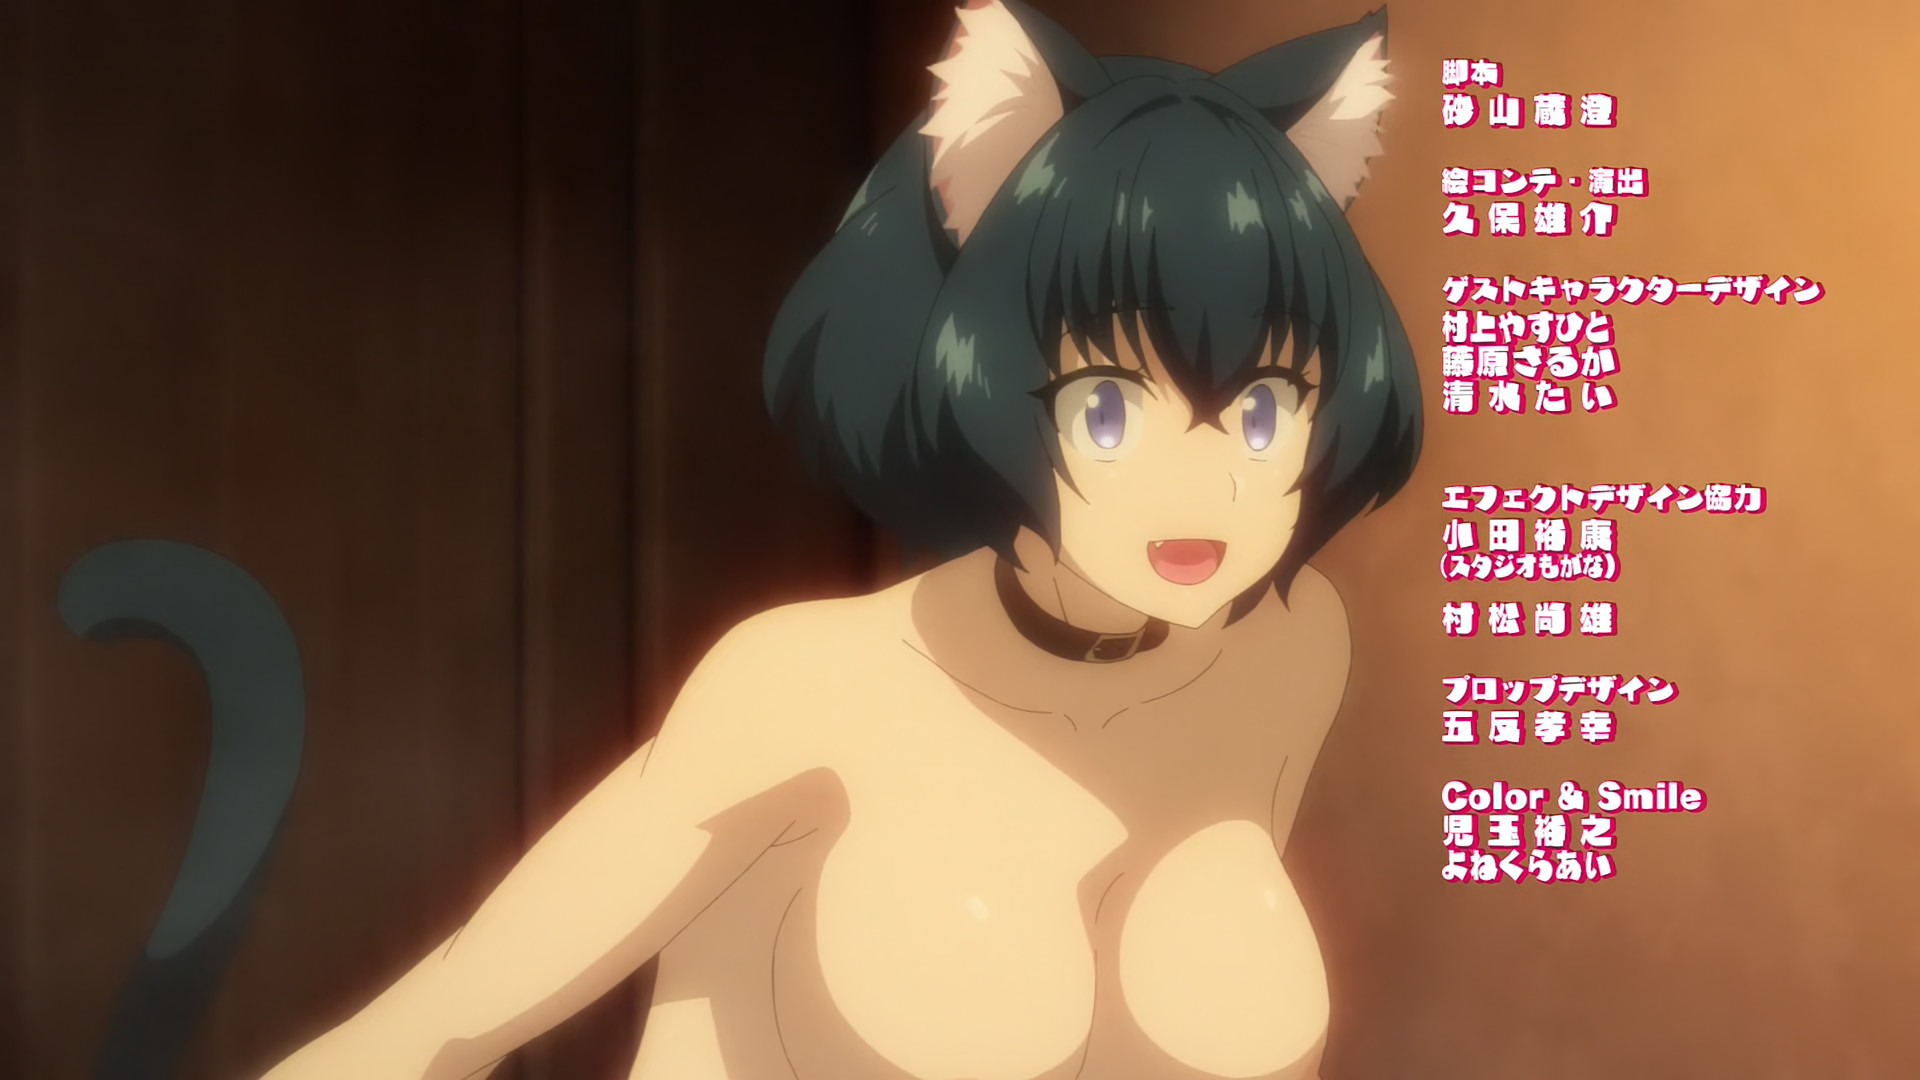 脚本
砂山蔵澄
絵コンテ・演出
久保雄介
ゲストキャラクターデザイン
村上やすひと
藤原さるか
清水たい
エフェクトデザイン協力
小田裕康
(スタジオもがな)
村松尚雄
プロップデザイン
五反孝幸
Color & Smile
児玉裕之
よねくらあい